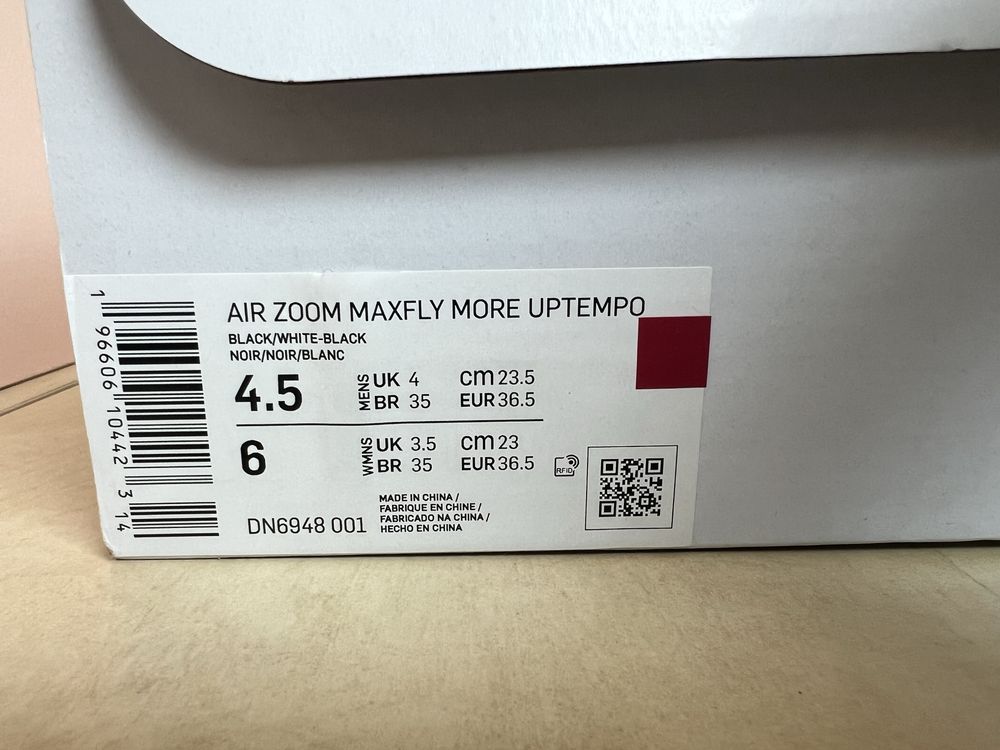 AIR ZOOM MAXFLY MORE UPTEMPO
BLACK/WHITE-BLACK
NOIR/NOIR/BLANC
4.5 MENS UK 4 cm 23.5
BR 35 EUR 36.5
6 WMNS UK 3.5 cm 23
BR 35 EUR 36.5
RFID
DN6948 001
MADE IN CHINA /
FABRIQUE EN CHINE /
FABRICADO NA CHINA /
HECHO EN CHINA
1 96606 10442 3 14